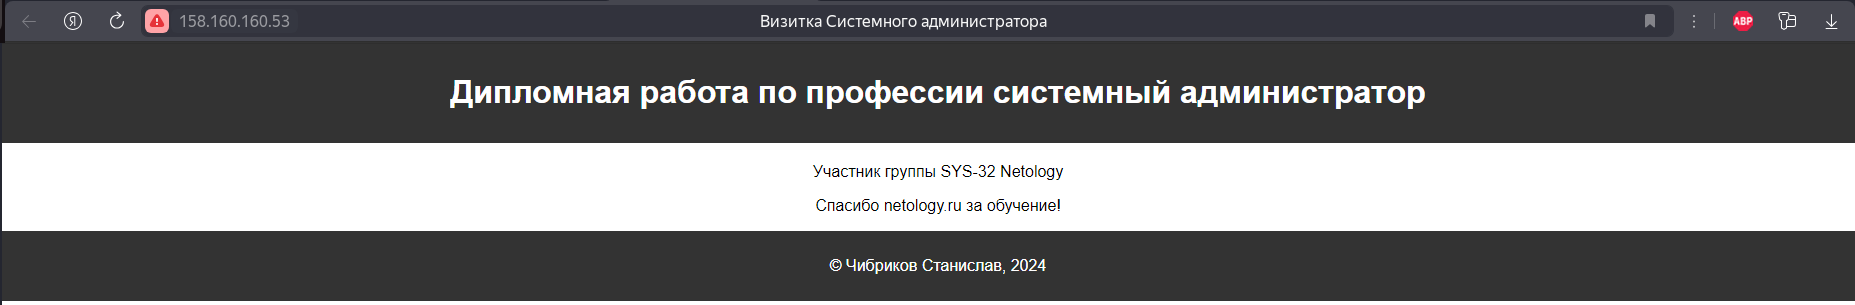 158.160.160.53
Визитка Системного администратора
ABP
Дипломная работа по профессии системный администратор
Участник группы SYS-32 Netology
Спасибо netology.ru за обучение!
© Чибриков Станислав, 2024